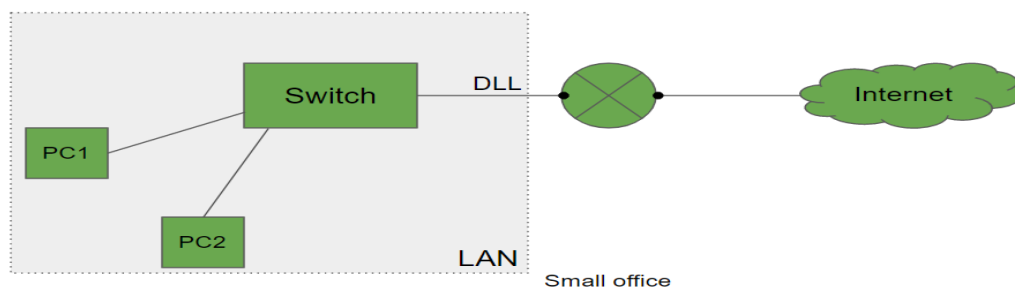 DLL
Switch
Internet
PC1
PC2
LAN
Small office